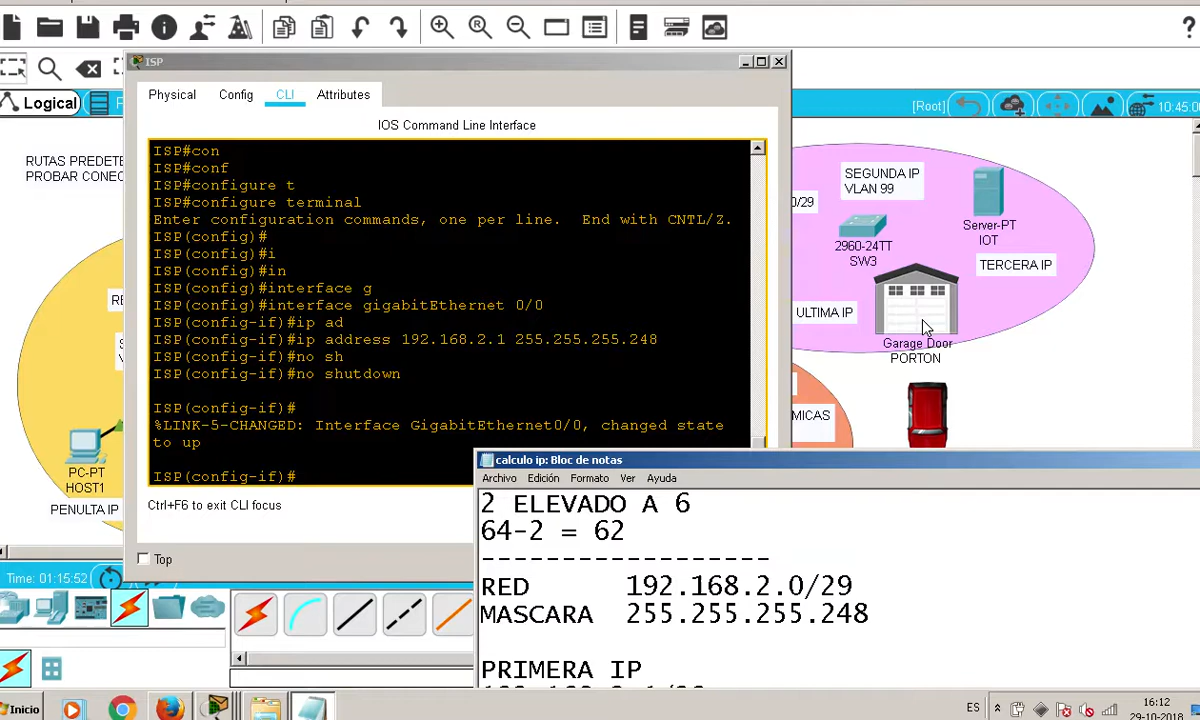 ISP
Physical
Config
CLI
Attributes
Logical
[Root]
10:45:0
IOS Command Line Interface
RUTAS PREDETE
PROBAR CONEC
ISP#con
ISP#conf
ISP#configure t
ISP#configure terminal
Enter configuration commands, one per line. End with CNTL/Z.
ISP(config)#
ISP(config)#i
ISP(config)#in
ISP(config)#interface g
ISP(config)#interface gigabitEthernet 0/0
ISP(config-if)#ip ad
ISP(config-if)#ip address 192.168.2.1 255.255.255.248
ISP(config-if)#no sh
ISP(config-if)#no shutdown
ISP(config-if)#
%LINK-5-CHANGED: Interface GigabitEthernet0/0, changed state
to up
ISP(config-if)#
Ctrl+F6 to exit CLI focus
Top
SEGUNDA IP
VLAN 99
0/29
Server-PT
IOT
2960-24TT
SW3
TERCERA IP
ULTIMA IP
Garage Door
PORTON
MICAS
RE
PC-PT
HOST1
PENULTA IP
Time: 01:15:52
calculo ip: Bloc de notas
Archivo
Edición
Formato
Ver
Ayuda
2 ELEVADO A 6
64-2 = 62
------------------
RED 192.168.2.0/29
MASCARA 255.255.255.248
PRIMERA IP
Inicio
ES
16:12
29-10-2018